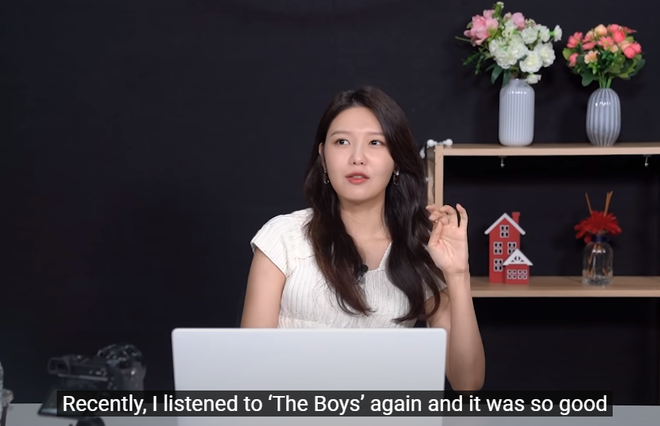 Recently, I listened to ‘The Boys’ again and it was so good